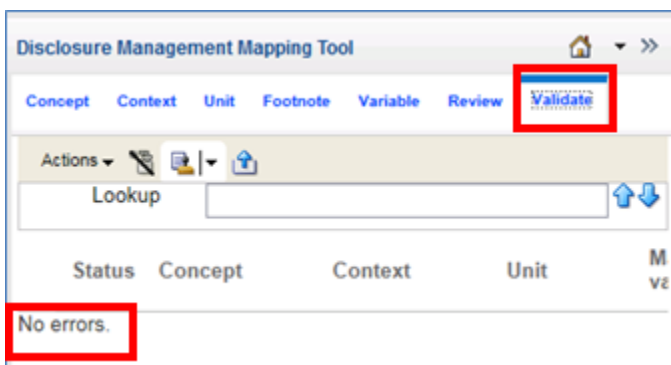 Disclosure Management Mapping Tool
Concept Context Unit Footnote Variable Review Validate
Actions
Lookup
Status Concept Context Unit M
va
No errors.